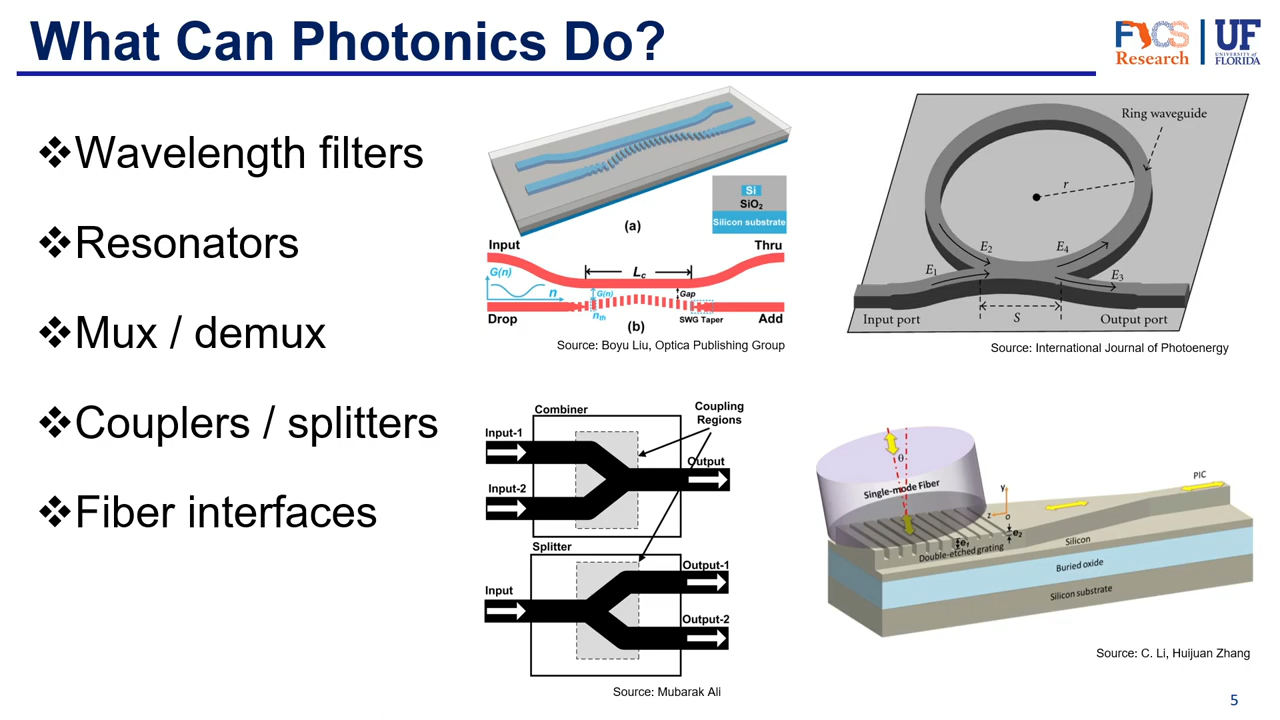 What Can Photonics Do?
FICS
Research
UF
UNIVERSITY of
FLORIDA
❖Wavelength filters
❖Resonators
❖Mux / demux
❖Couplers / splitters
❖Fiber interfaces
Si
SiO2
Silicon substrate
(a)
Input
Thru
G(n)
Lc
n
G(n)
Gap
nth
Drop
(b)
SWG Taper
Add
Source: Boyu Liu, Optica Publishing Group
Ring waveguide
r
E2
E4
E1
E3
Input port
S
Output port
Source: International Journal of Photoenergy
Combiner
Coupling
Regions
Input-1
Output
Input-2
Splitter
Output-1
Input
Output-2
Source: Mubarak Ali
θ
Single-mode Fiber
y
z
o
PIC
e1
e2
Double-etched grating
Silicon
Buried oxide
Silicon substrate
Source: C. Li, Huijuan Zhang
5